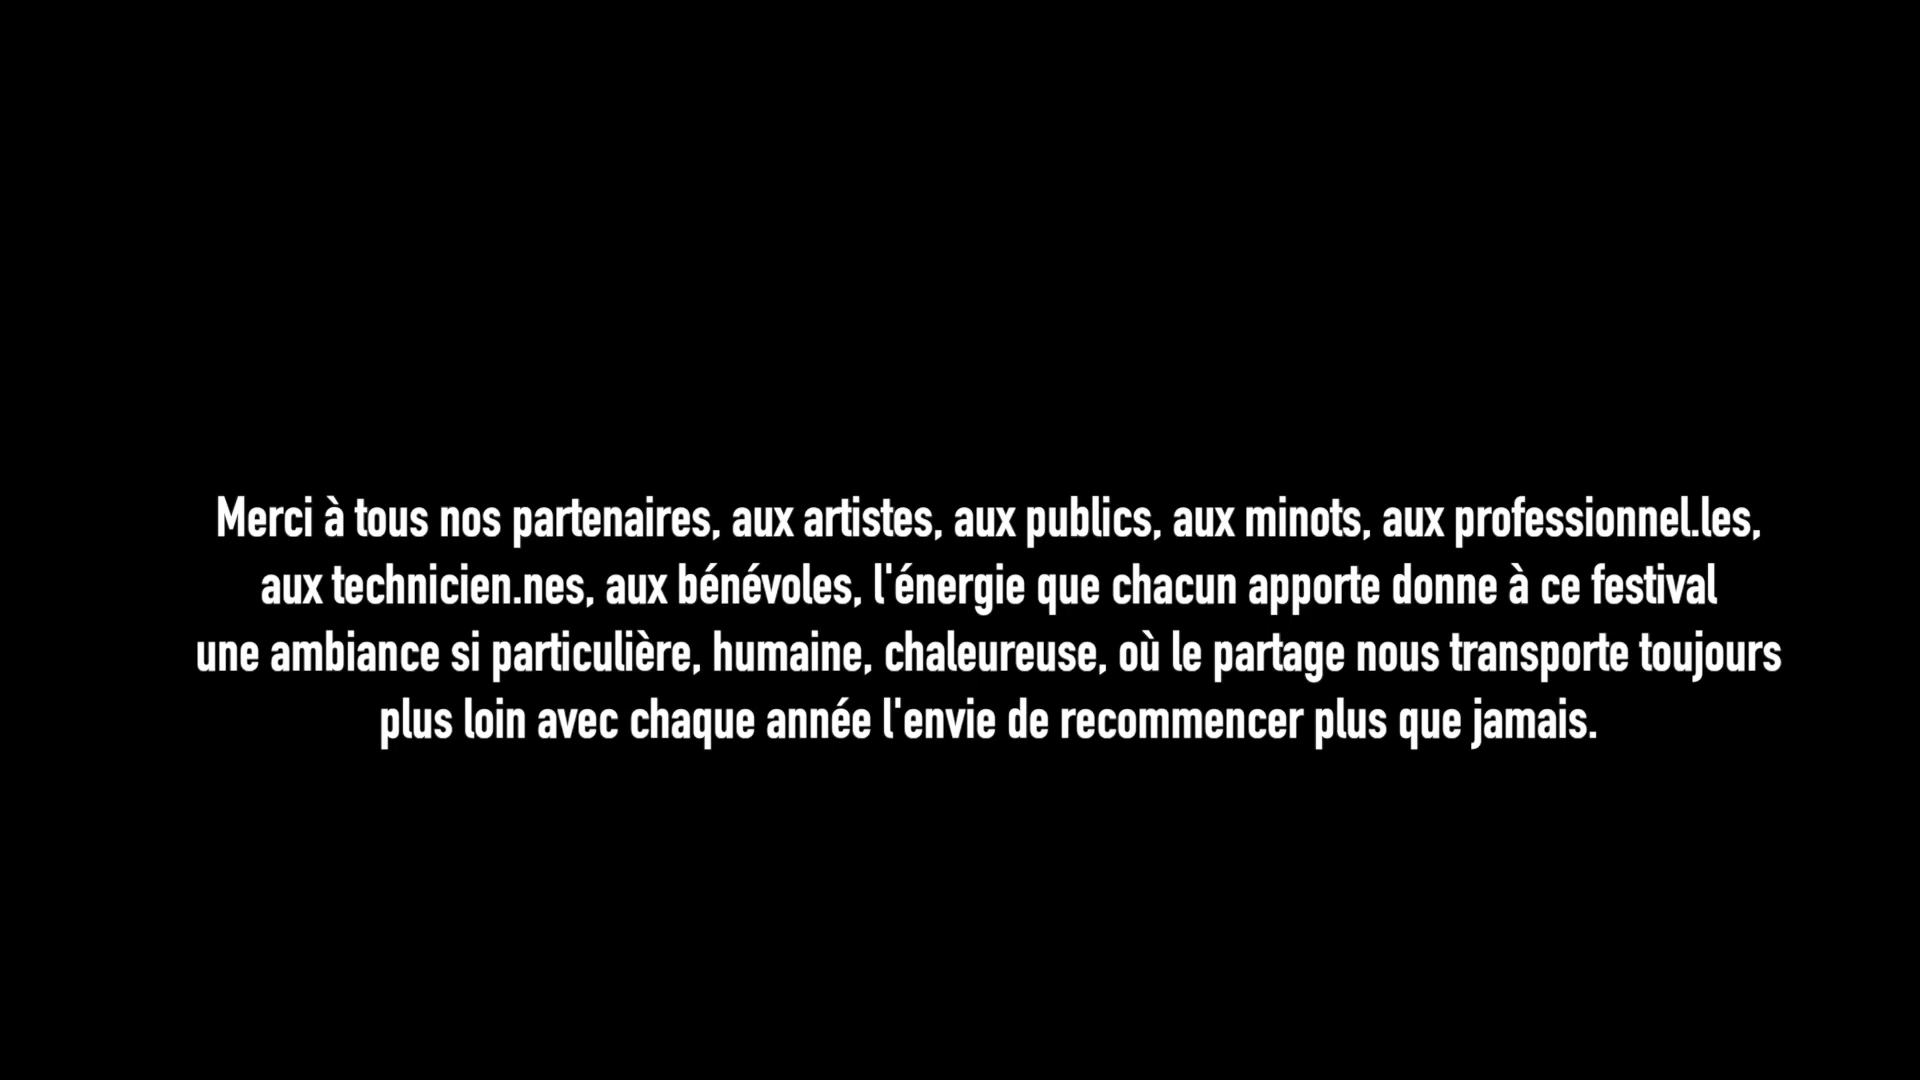 Merci à tous nos partenaires, aux artistes, aux publics, aux minots, aux professionnel.les,
aux technicien.nes, aux bénévoles, l'énergie que chacun apporte donne à ce festival
une ambiance si particulière, humaine, chaleureuse, où le partage nous transporte toujours
plus loin avec chaque année l'envie de recommencer plus que jamais.